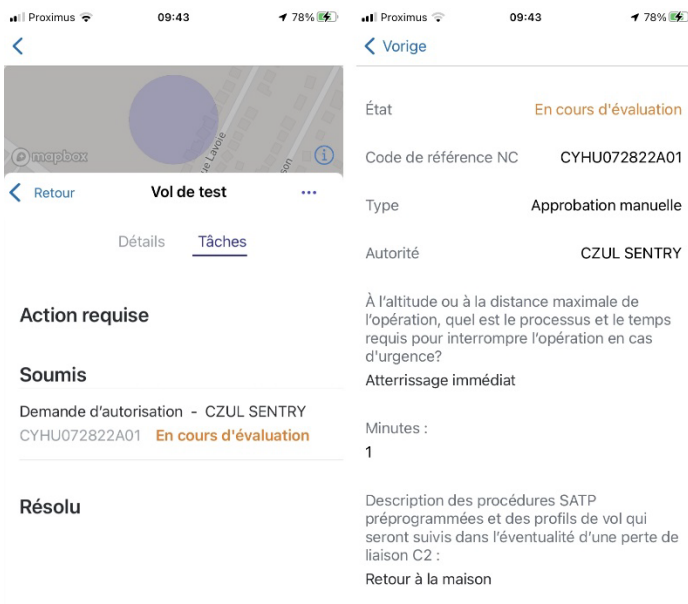 Proximus 09:43 78%
mapbox
ue Lavoie
son
Retour Vol de test ...
Détails Tâches
Action requise
Soumis
Demande d'autorisation - CZUL SENTRY
CYHU072822A01 En cours d'évaluation
Résolu
Proximus 09:43 78%
Vorige
État En cours d'évaluation
Code de référence NC CYHU072822A01
Type Approbation manuelle
Autorité CZUL SENTRY
À l'altitude ou à la distance maximale de
l'opération, quel est le processus et le temps
requis pour interrompre l'opération en cas
d'urgence?
Atterrissage immédiat
Minutes :
1
Description des procédures SATP
préprogrammées et des profils de vol qui
seront suivis dans l'éventualité d'une perte de
liaison C2 :
Retour à la maison